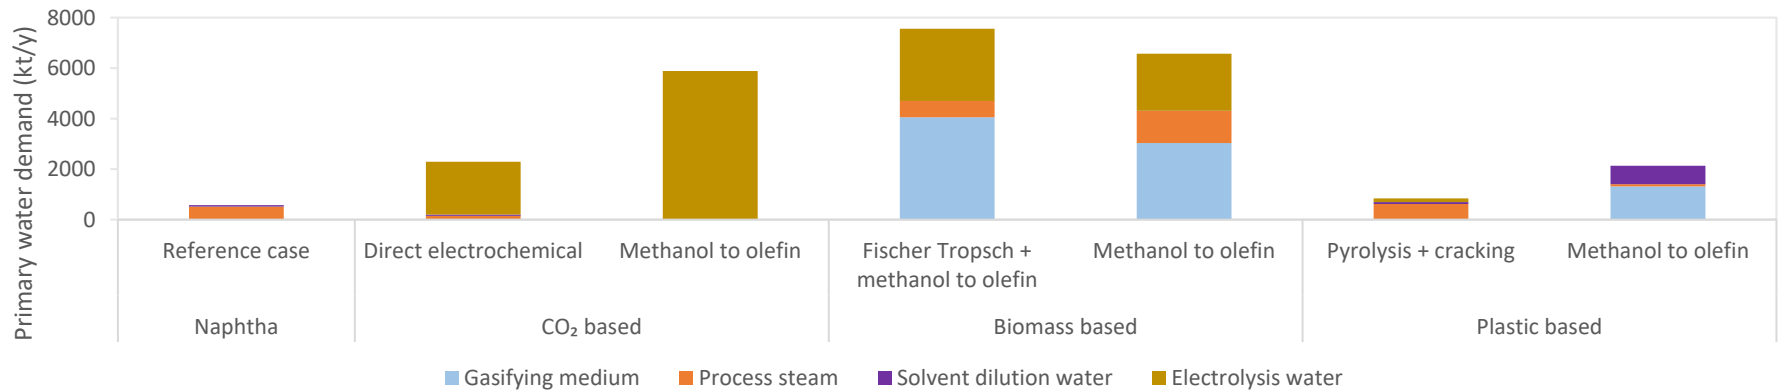 Primary water demand (kt/y)
8000
6000
4000
2000
0
Reference case
Direct electrochemical
Methanol to olefin
Fischer Tropsch +
methanol to olefin
Methanol to olefin
Pyrolysis + cracking
Methanol to olefin
Naphtha
CO₂ based
Biomass based
Plastic based
Gasifying medium
Process steam
Solvent dilution water
Electrolysis water